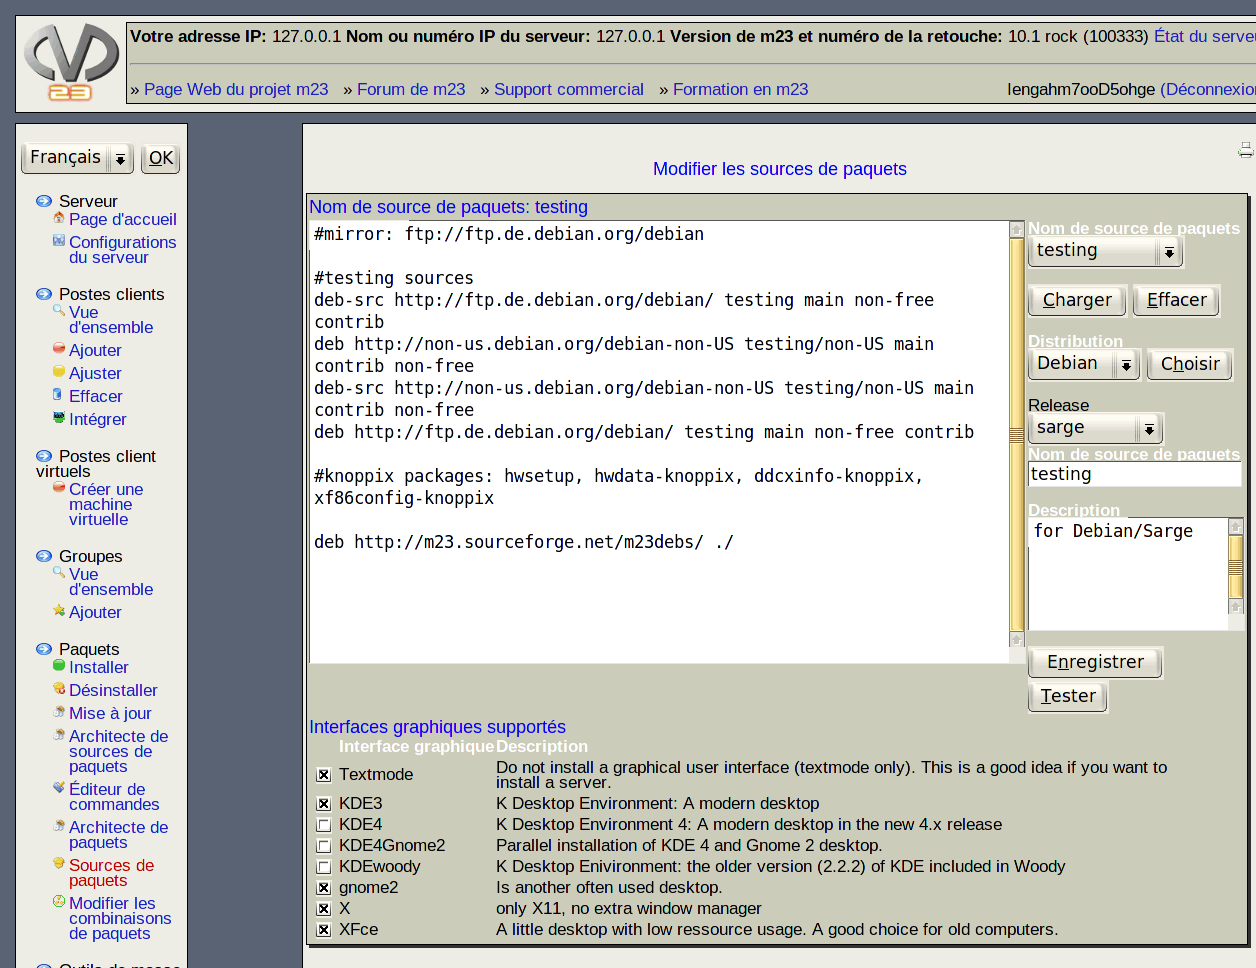 Votre adresse IP: 127.0.0.1 Nom ou numéro IP du serveur: 127.0.0.1 Version de m23 et numéro de la retouche: 10.1 rock (100333) État du serveu
» Page Web du projet m23 » Forum de m23 » Support commercial » Formation en m23 Iengahm7ooD5ohge (Déconnexion
23
Français OK
Serveur
Page d'accueil
Configurations
du serveur
Postes clients
Vue
d'ensemble
Ajouter
Ajuster
Effacer
Intégrer
Postes client
virtuels
Créer une
machine
virtuelle
Groupes
Vue
d'ensemble
Ajouter
Paquets
Installer
Désinstaller
Mise à jour
Architecte de
sources de
paquets
Éditeur de
commandes
Architecte de
paquets
Sources de
paquets
Modifier les
combinaisons
de paquets
Outils de masse
Modifier les sources de paquets
Nom de source de paquets: testing
#mirror: ftp://ftp.de.debian.org/debian
#testing sources
deb-src http://ftp.de.debian.org/debian/ testing main non-free
contrib
deb http://non-us.debian.org/debian-non-US testing/non-US main
contrib non-free
deb-src http://non-us.debian.org/debian-non-US testing/non-US main
contrib non-free
deb http://ftp.de.debian.org/debian/ testing main non-free contrib
#knoppix packages: hwsetup, hwdata-knoppix, ddcxinfo-knoppix,
xf86config-knoppix
deb http://m23.sourceforge.net/m23debs/ ./
Nom de source de paquets
testing
Charger Effacer
Distribution
Debian Choisir
Release
sarge
Nom de source de paquets
testing
Description
for Debian/Sarge
Enregistrer
Tester
Interfaces graphiques supportés
Interface graphique Description
Textmode Do not install a graphical user interface (textmode only). This is a good idea if you want to
install a server.
KDE3 K Desktop Environment: A modern desktop
KDE4 K Desktop Environment 4: A modern desktop in the new 4.x release
KDE4Gnome2 Parallel installation of KDE 4 and Gnome 2 desktop.
KDEwoody K Desktop Enivironment: the older version (2.2.2) of KDE included in Woody
gnome2 Is another often used desktop.
X only X11, no extra window manager
XFce A little desktop with low ressource usage. A good choice for old computers.